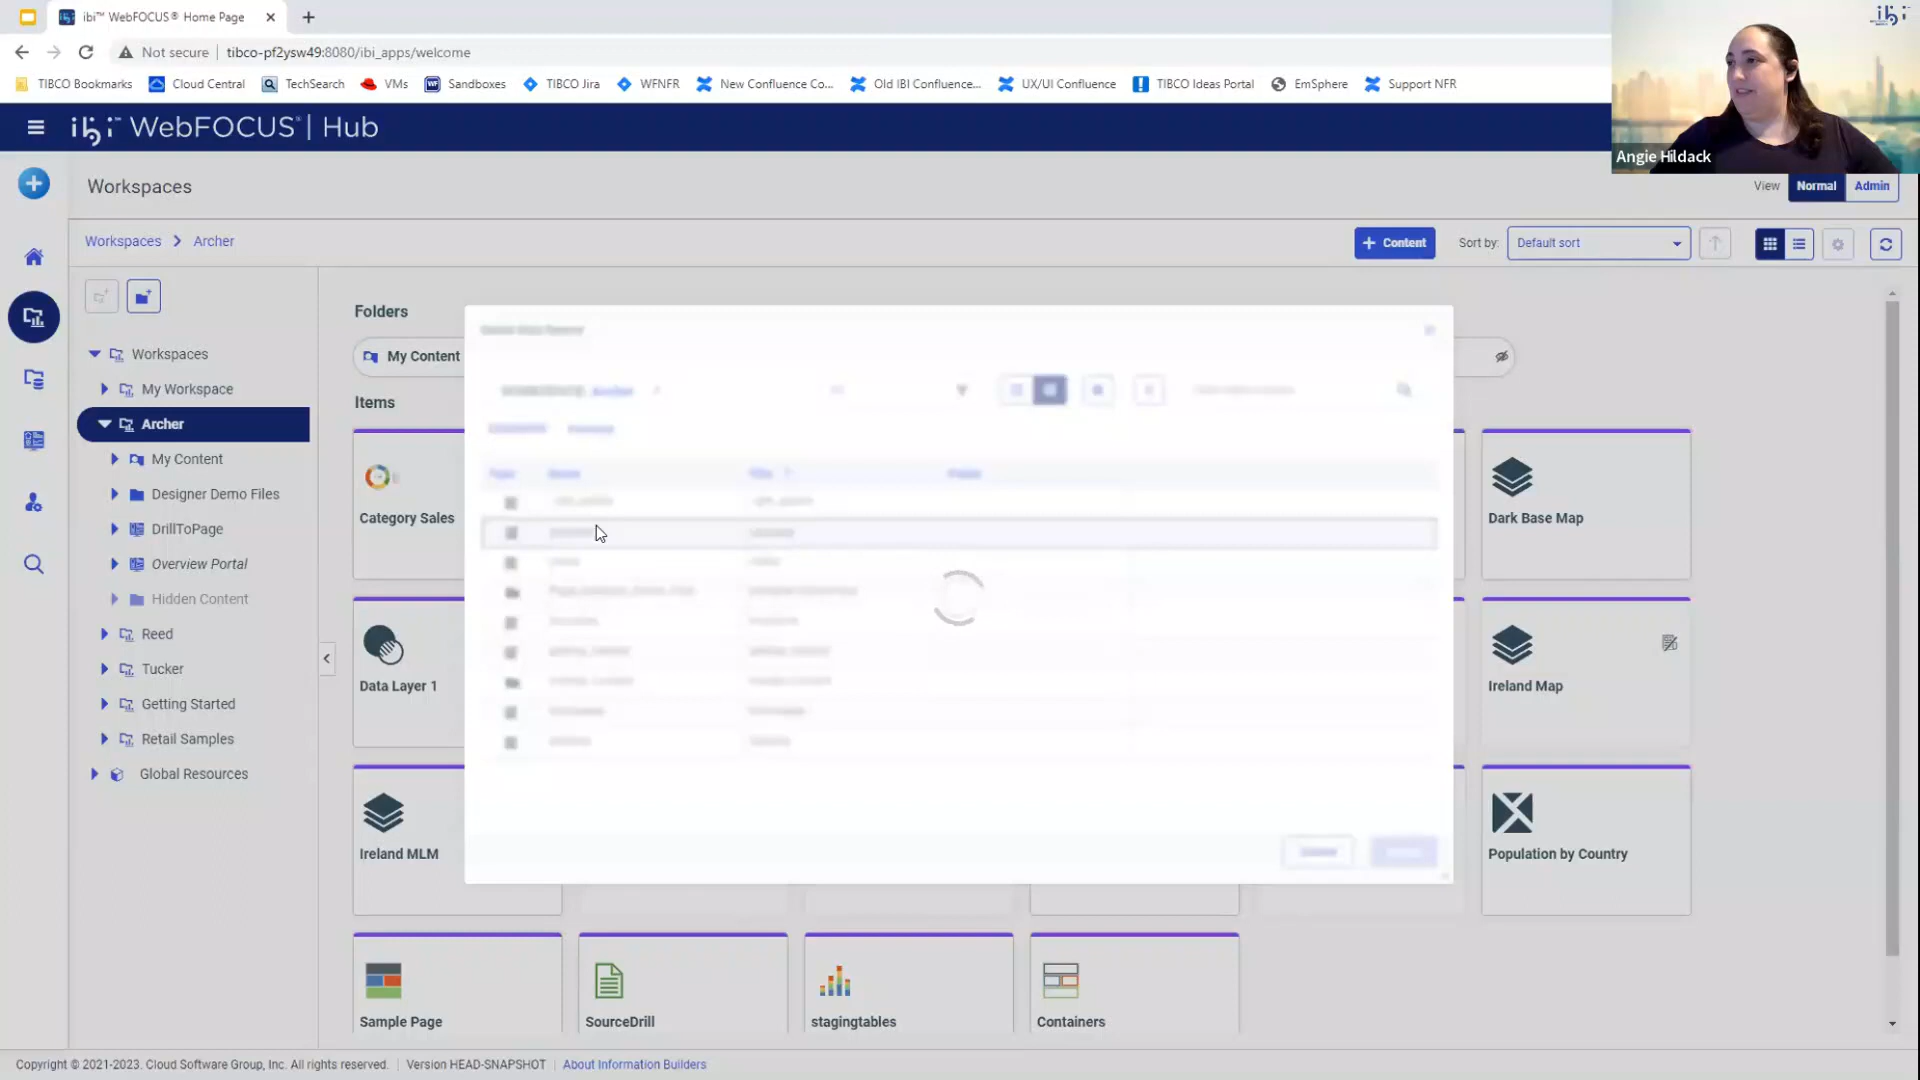 ibi™ WebFOCUS® Home Page
Not secure
tibco-pf2ysw49:8080/ibi_apps/welcome
TIBCO Bookmarks
Cloud Central
TechSearch
VMs
Sandboxes
TIBCO Jira
WFNFR
New Confluence Co...
Old IBI Confluence...
UX/UI Confluence
TIBCO Ideas Portal
EmSphere
Support NFR
ibi™ WebFOCUS® | Hub
ibi
Angie Hildack
Workspaces
View
Normal
Admin
Workspaces > Archer
+ Content
Sort by:
Default sort
Workspaces
My Workspace
Archer
My Content
Designer Demo Files
DrillToPage
Overview Portal
Hidden Content
Reed
Tucker
Getting Started
Retail Samples
Global Resources
Folders
My Content
Items
Category Sales
Dark Base Map
Data Layer 1
Ireland Map
Ireland MLM
Population by Country
Sample Page
SourceDrill
stagingtables
Containers
Copyright © 2021-2023. Cloud Software Group, Inc. All rights reserved.
Version HEAD-SNAPSHOT
About Information Builders